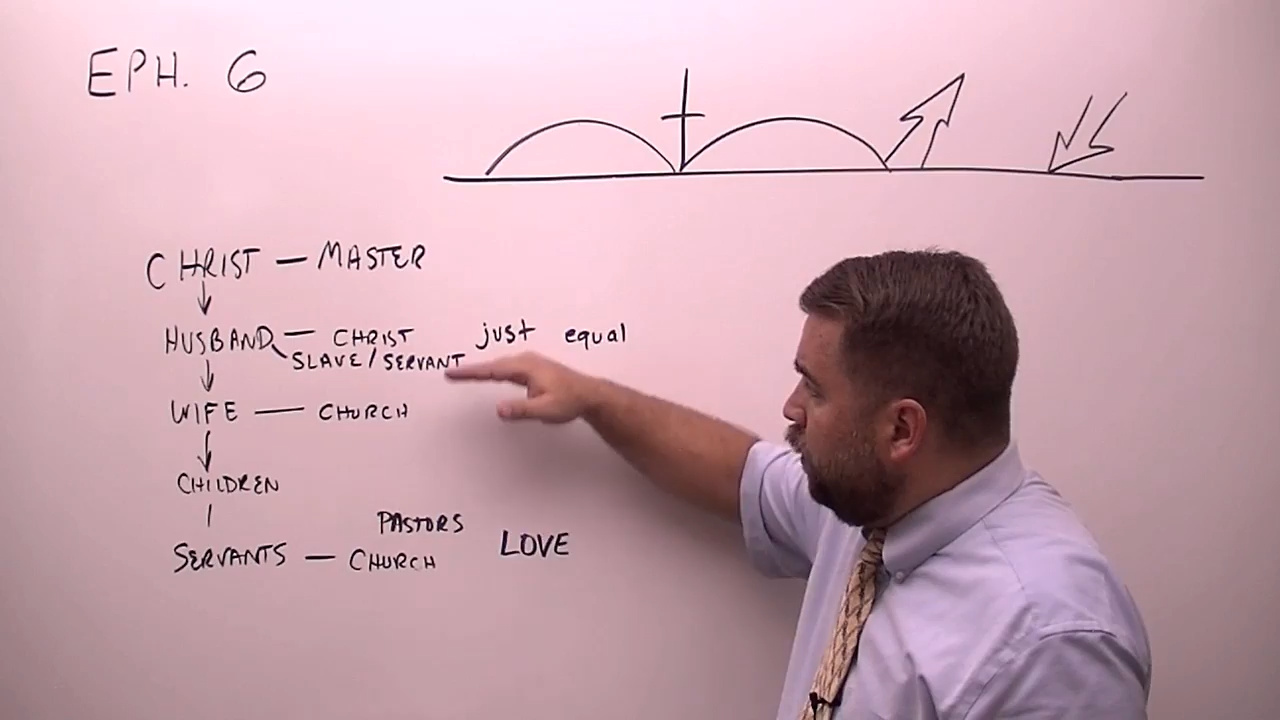 EPH. 6
CHRIST — MASTER
HUSBAND — CHRIST just equal
SLAVE / SERVANT
WIFE — CHURCH
CHILDREN
PASTORS
SERVANTS — CHURCH LOVE